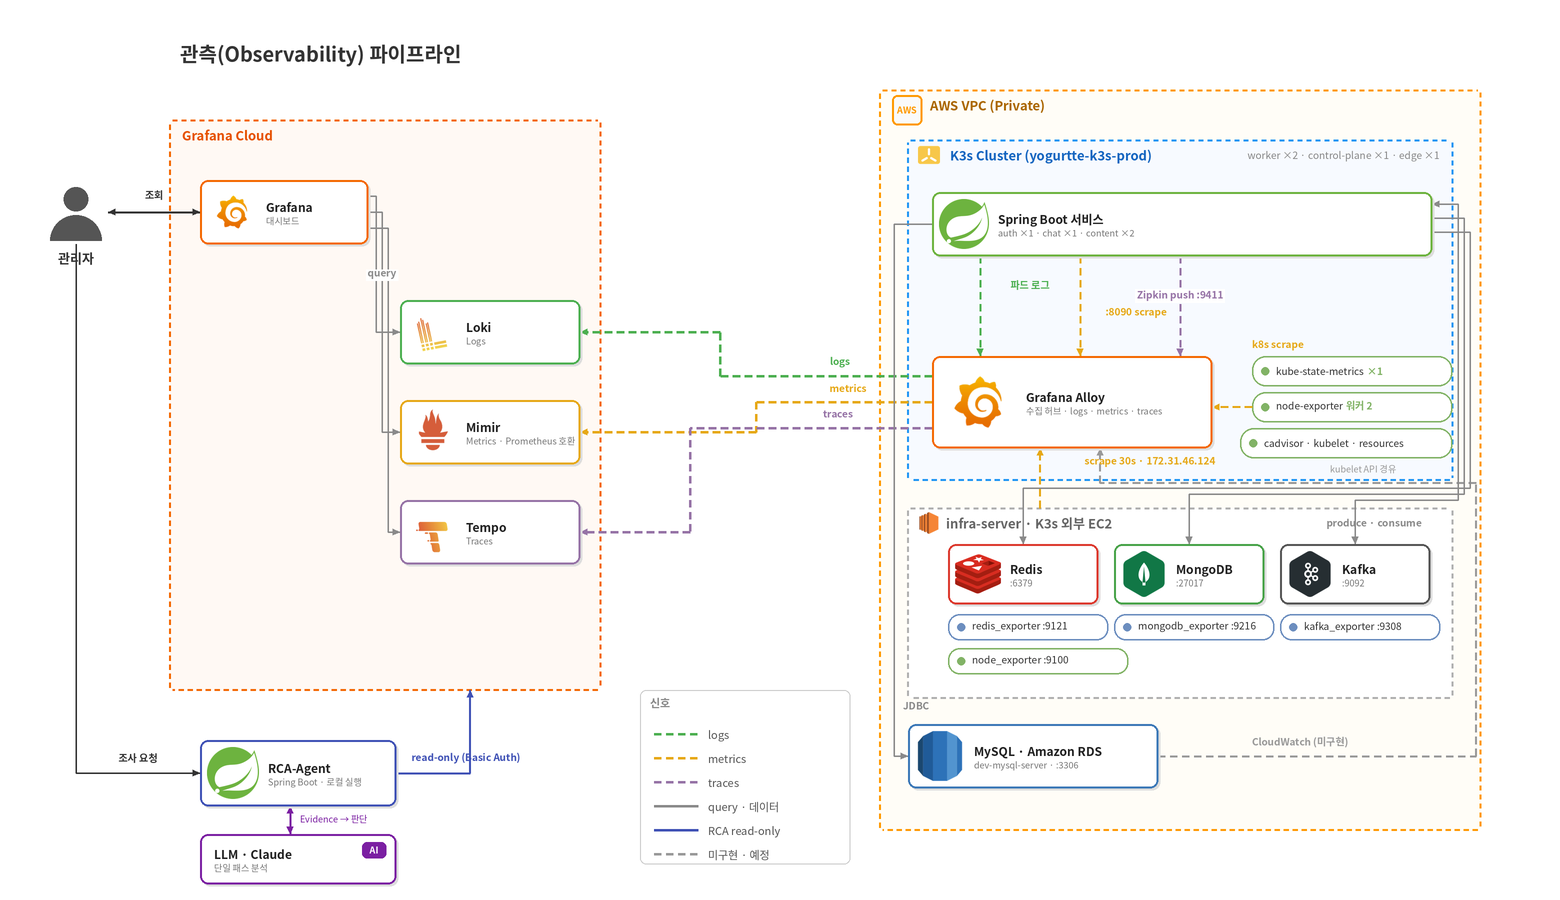 관측(Observability) 파이프라인
AWS
AWS VPC (Private)
Grafana Cloud
K3s Cluster (yogurtte-k3s-prod)
worker ×2 · control-plane ×1 · edge ×1
조회
관리자
Grafana
대시보드
query
Spring Boot 서비스
auth ×1 · chat ×1 · content ×2
파드 로그
Zipkin push :9411
:8090 scrape
Loki
Logs
logs
metrics
traces
k8s scrape
kube-state-metrics ×1
node-exporter 워커 2
cadvisor · kubelet · resources
kubelet API 경유
Grafana Alloy
수집 허브 · logs · metrics · traces
scrape 30s · 172.31.46.124
Mimir
Metrics · Prometheus 호환
Tempo
Traces
infra-server · K3s 외부 EC2
produce · consume
Redis
:6379
MongoDB
:27017
Kafka
:9092
redis_exporter :9121
mongodb_exporter :9216
kafka_exporter :9308
node_exporter :9100
JDBC
MySQL · Amazon RDS
dev-mysql-server · :3306
CloudWatch (미구현)
조사 요청
RCA-Agent
Spring Boot · 로컬 실행
read-only (Basic Auth)
Evidence → 판단
LLM · Claude
단일 패스 분석
AI
신호
logs
metrics
traces
query · 데이터
RCA read-only
미구현 · 예정